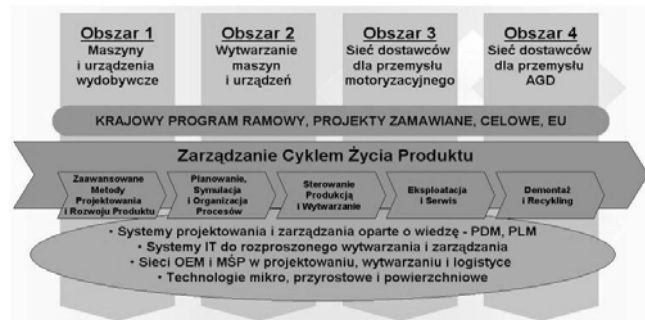 Obszar 1
Maszyny
i urządzenia
wydobywcze
Obszar 2
Wytwarzanie
maszyn
i urządzeń
Obszar 3
Sieć dostawców
dla przemysłu
motoryzacyjnego
Obszar 4
Sieć dostawców
dla przemysłu
AGD
KRAJOWY PROGRAM RAMOWY, PROJEKTY ZAMAWIANE, CELOWE, EU
Zarządzanie Cyklem Życia Produktu
Zaawansowane
Metody
Projektowania
i Rozwoju Produktu
Planowanie,
Symulacja
i Organizacja
Procesów
Sterowanie
Produkcją
i Wytwarzanie
Eksploatacja
i Serwis
Demontaż
i Recykling
• Systemy projektowania i zarządzania oparte o wiedzę - PDM, PLM
• Systemy IT do rozproszonego wytwarzania i zarządzania
• Sieci OEM i MŚP w projektowaniu, wytwarzaniu i logistyce
• Technologie mikro, przyrostowe i powierzchniowe